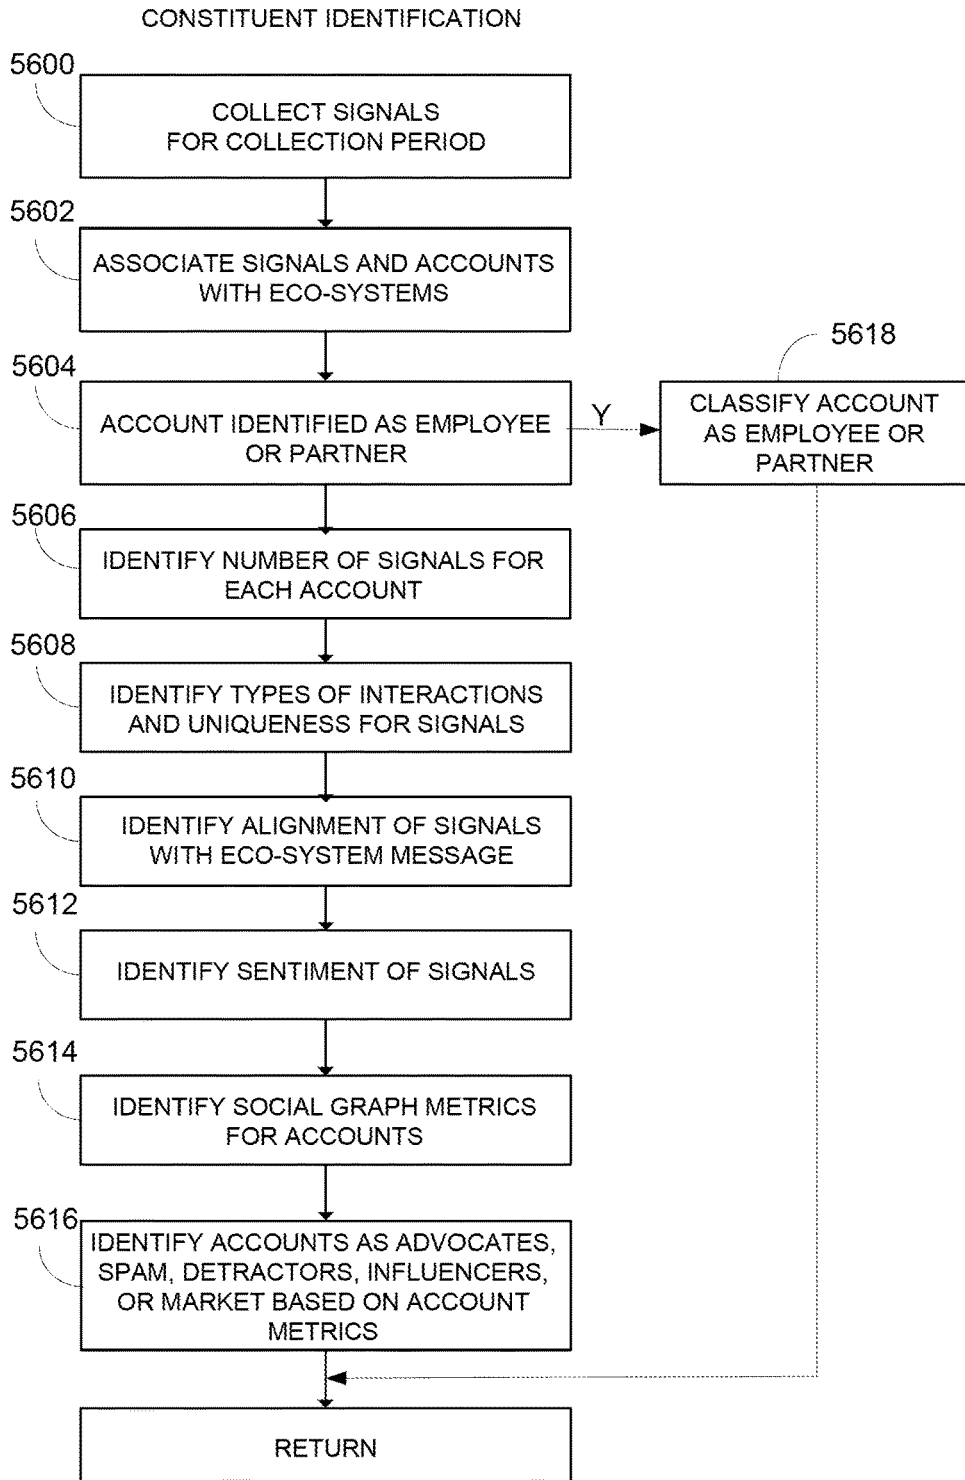 CONSTITUENT IDENTIFICATION
5600
COLLECT SIGNALS
FOR COLLECTION PERIOD
5602
ASSOCIATE SIGNALS AND ACCOUNTS
WITH ECO-SYSTEMS
5604
ACCOUNT IDENTIFIED AS EMPLOYEE
OR PARTNER
Y
5618
CLASSIFY ACCOUNT
AS EMPLOYEE OR
PARTNER
5606
IDENTIFY NUMBER OF SIGNALS FOR
EACH ACCOUNT
5608
IDENTIFY TYPES OF INTERACTIONS
AND UNIQUENESS FOR SIGNALS
5610
IDENTIFY ALIGNMENT OF SIGNALS
WITH ECO-SYSTEM MESSAGE
5612
IDENTIFY SENTIMENT OF SIGNALS
5614
IDENTIFY SOCIAL GRAPH METRICS
FOR ACCOUNTS
5616
IDENTIFY ACCOUNTS AS ADVOCATES,
SPAM, DETRACTORS, INFLUENCERS,
OR MARKET BASED ON ACCOUNT
METRICS
RETURN